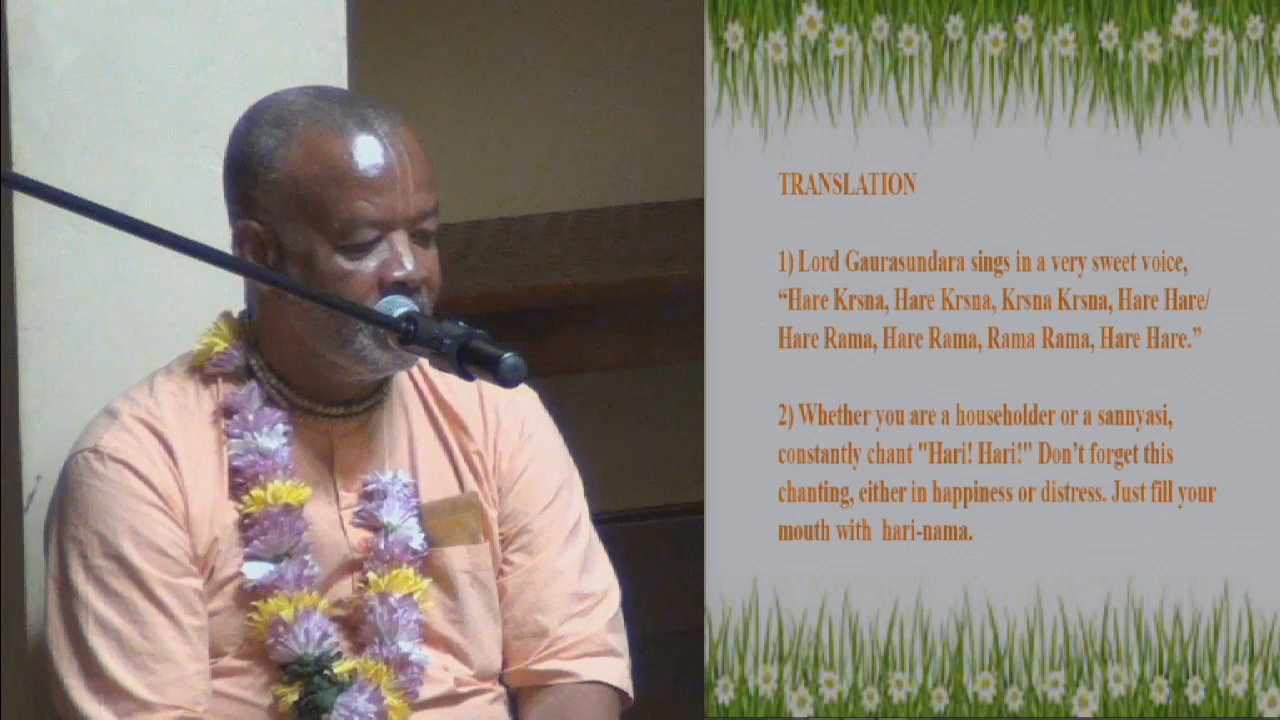 TRANSLATION
1) Lord Gaurasundara sings in a very sweet voice,
“Hare Krsna, Hare Krsna, Krsna Krsna, Hare Hare/
Hare Rama, Hare Rama, Rama Rama, Hare Hare.”
2) Whether you are a householder or a sannyasi,
constantly chant "Hari! Hari!" Don’t forget this
chanting, either in happiness or distress. Just fill your
mouth with  hari-nama.